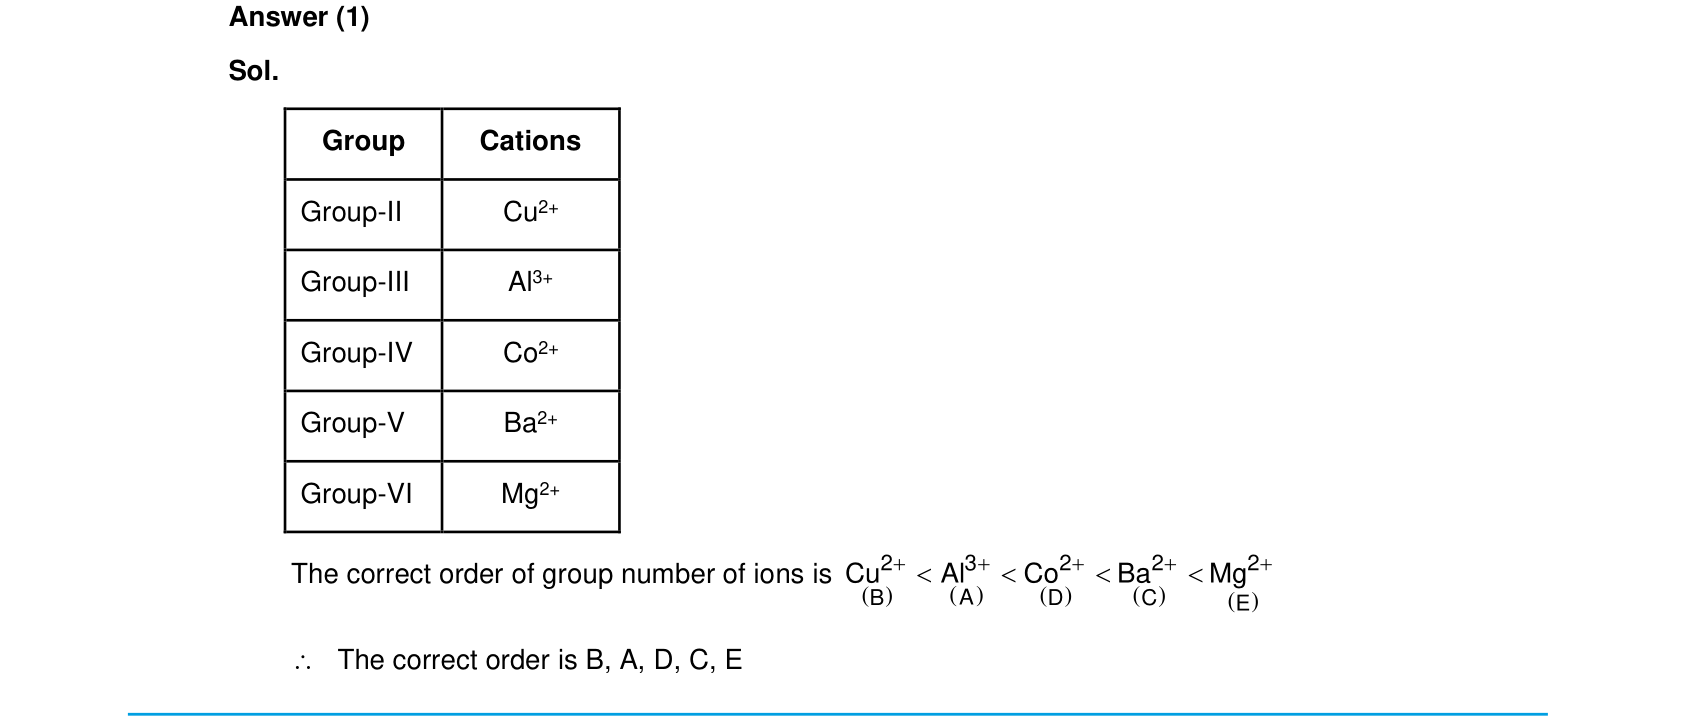 Answer (1)
Sol.
Group Cations
Group-II Cu²⁺
Group-III Al³⁺
Group-IV Co²⁺
Group-V Ba²⁺
Group-VI Mg²⁺
The correct order of group number of ions is Cu²⁺ < Al³⁺ < Co²⁺ < Ba²⁺ < Mg²⁺
(B) (A) (D) (C) (E)
∴ The correct order is B, A, D, C, E